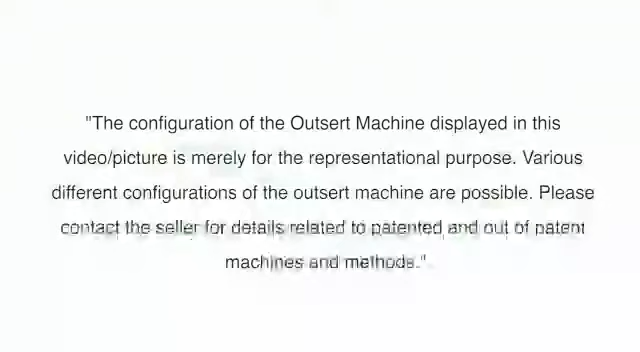 "The configuration of the Outsert Machine displayed in this
video/picture is merely for the representational purpose. Various
different configurations of the outsert machine are possible. Please
contact the seller for details related to patented and out of patent
machines and methods."